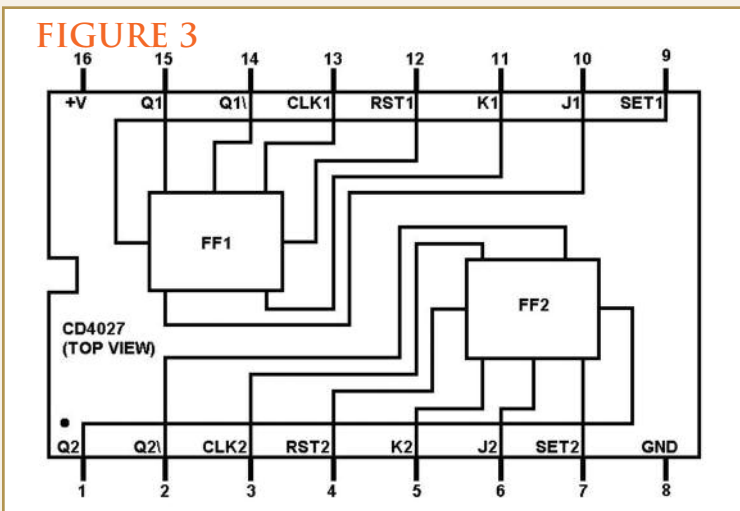 FIGURE 3
16 15 14 13 12 11 10 9
+V Q1 Q1\ CLK1 RST1 K1 J1 SET1
FF1
FF2
CD4027
(TOP VIEW)
Q2 Q2\ CLK2 RST2 K2 J2 SET2 GND
1 2 3 4 5 6 7 8